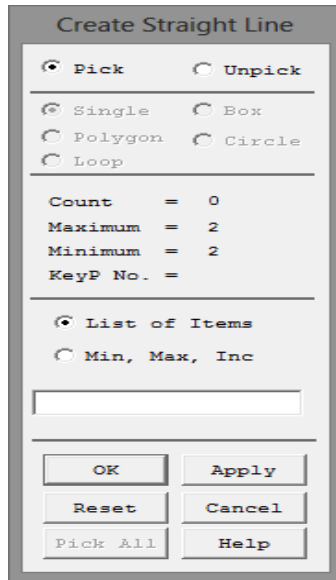 Create Straight Line
Pick Unpick
Single Box
Polygon Circle
Loop
Count = 0
Maximum = 2
Minimum = 2
KeyP No. =
List of Items
Min, Max, Inc
OK Apply
Reset Cancel
Pick All Help